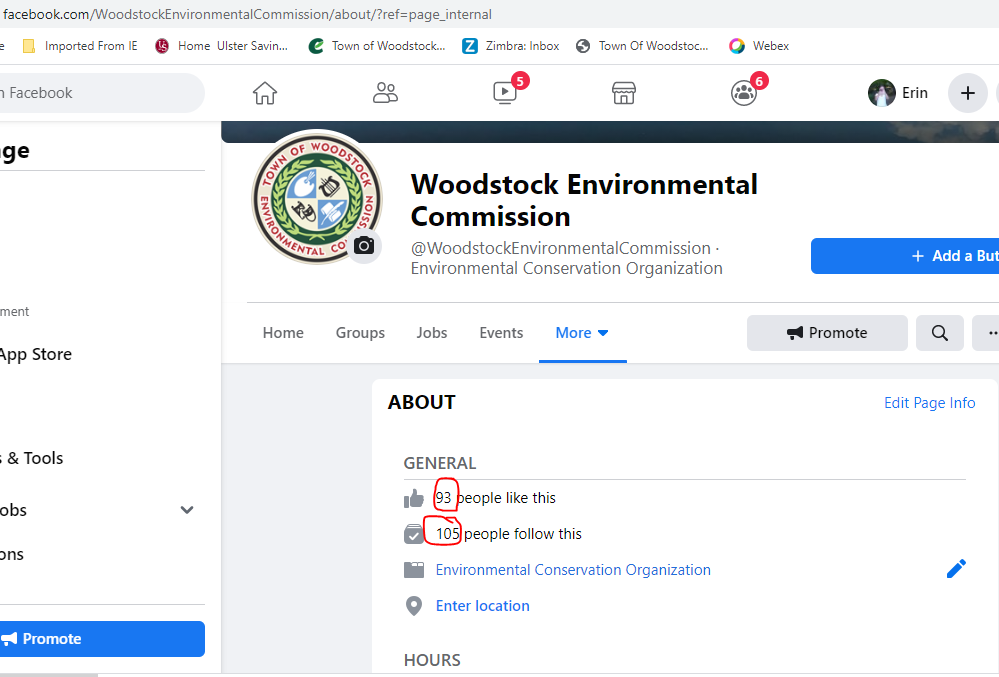 facebook.com/WoodstockEnvironmentalCommission/about/?ref=page_internal
e Imported From IE Home Ulster Savin... Town of Woodstock... Zimbra: Inbox Town Of Woodstoc... Webex
n Facebook 5 6 Erin
ge
TOWN OF WOODSTOCK
ENVIRONMENTAL CO
Woodstock Environmental
Commission
@WoodstockEnvironmentalCommission ·
Environmental Conservation Organization
+ Add a But
ment
Home Groups Jobs Events More Promote ...
App Store
ABOUT Edit Page Info
s & Tools
GENERAL
93 people like this
obs
105 people follow this
ons
Environmental Conservation Organization
Enter location
Promote
HOURS